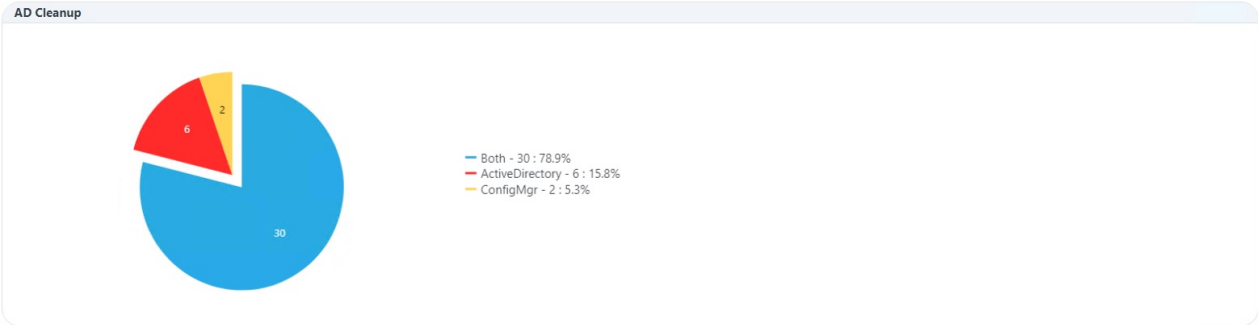 AD Cleanup
2
6
30
Both - 30 : 78.9%
ActiveDirectory - 6 : 15.8%
ConfigMgr - 2 : 5.3%